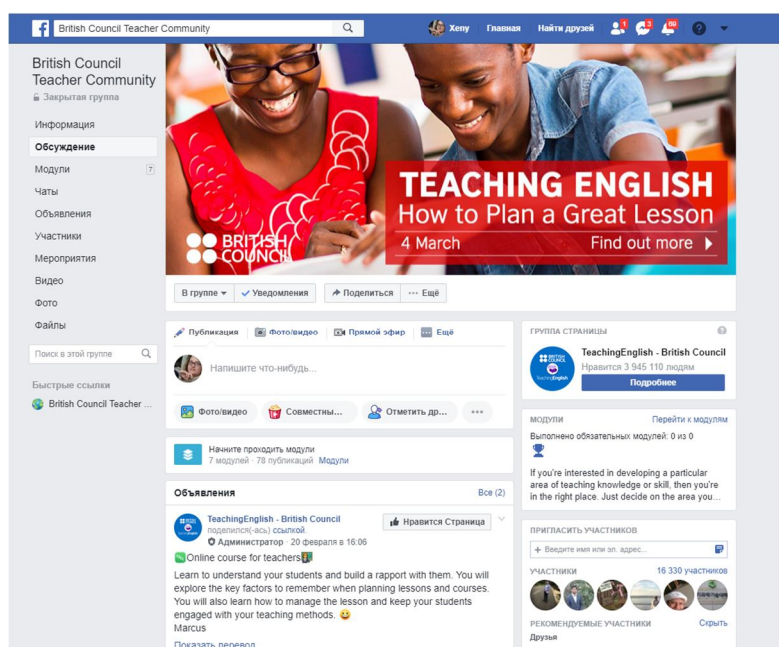 British Council Teacher Community
Xeny Главная Найти друзей 1 3 69
British Council
Teacher Community
Закрытая группа
Информация
Обсуждение
Модули 7
Чаты
Объявления
Участники
Мероприятия
Видео
Фото
Файлы
Поиск в этой группе
Быстрые ссылки
British Council Teacher ...
TEACHING ENGLISH
How to Plan a Great Lesson
4 March Find out more
BRITISH
COUNCIL
В группе Уведомления Поделиться Ещё
Публикация Фото/видео Прямой эфир Ещё
Напишите что-нибудь...
Фото/видео Совместны... Отметить др...
Начните проходить модули
7 модулей · 78 публикаций Модули
Объявления Все (2)
TeachingEnglish - British Council
поделился(-ась) ссылкой.
Администратор · 20 февраля в 16:06
Нравится Страница
Online course for teachers
Learn to understand your students and build a rapport with them. You will
explore the key factors to remember when planning lessons and courses.
You will also learn how to manage the lesson and keep your students
engaged with your teaching methods.
Marcus
Показать перевод
ГРУППА СТРАНИЦЫ
TeachingEnglish - British Council
Нравится 3 945 110 людям
Подробнее
МОДУЛИ Перейти к модулям
Выполнено обязательных модулей: 0 из 0
If you're interested in developing a particular
area of teaching knowledge or skill, then you're
in the right place. Just decide on the area you...
ПРИГЛАСИТЬ УЧАСТНИКОВ
+ Введите имя или эл. адрес...
УЧАСТНИКИ 16 330 участников
РЕКОМЕНДУЕМЫЕ УЧАСТНИКИ Скрыть
Друзья